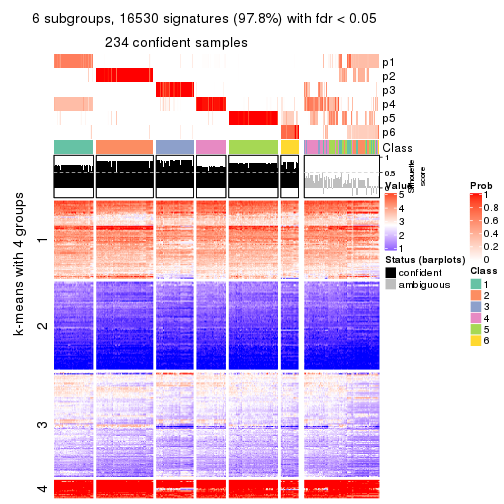 6 subgroups, 16530 signatures (97.8%) with fdr < 0.05
234 confident samples
p1
p2
p3
p4
p5
p6
Class
1
0.5
0
Silhouette
score
k-means with 4 groups
1
2
3
4
Value
5
4
3
2
1
Status (barplots)
confident
ambiguous
Prob
1
0.8
0.6
0.4
0.2
0
Class
1
2
3
4
5
6